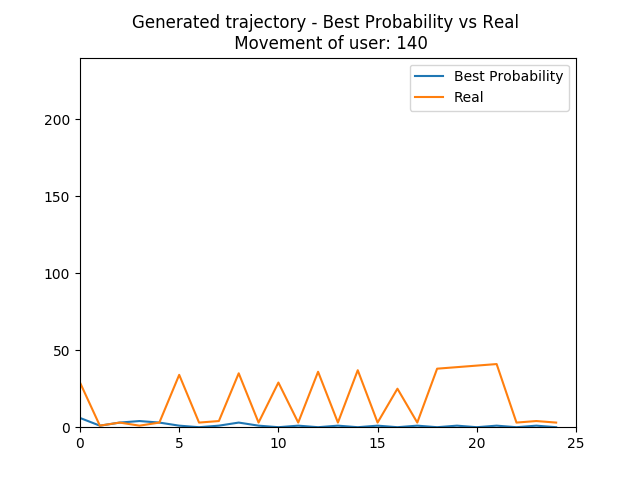 Generated trajectory - Best Probability vs Real
Movement of user: 140
Best Probability
Real
200
150
100
50
0
0 5 10 15 20 25